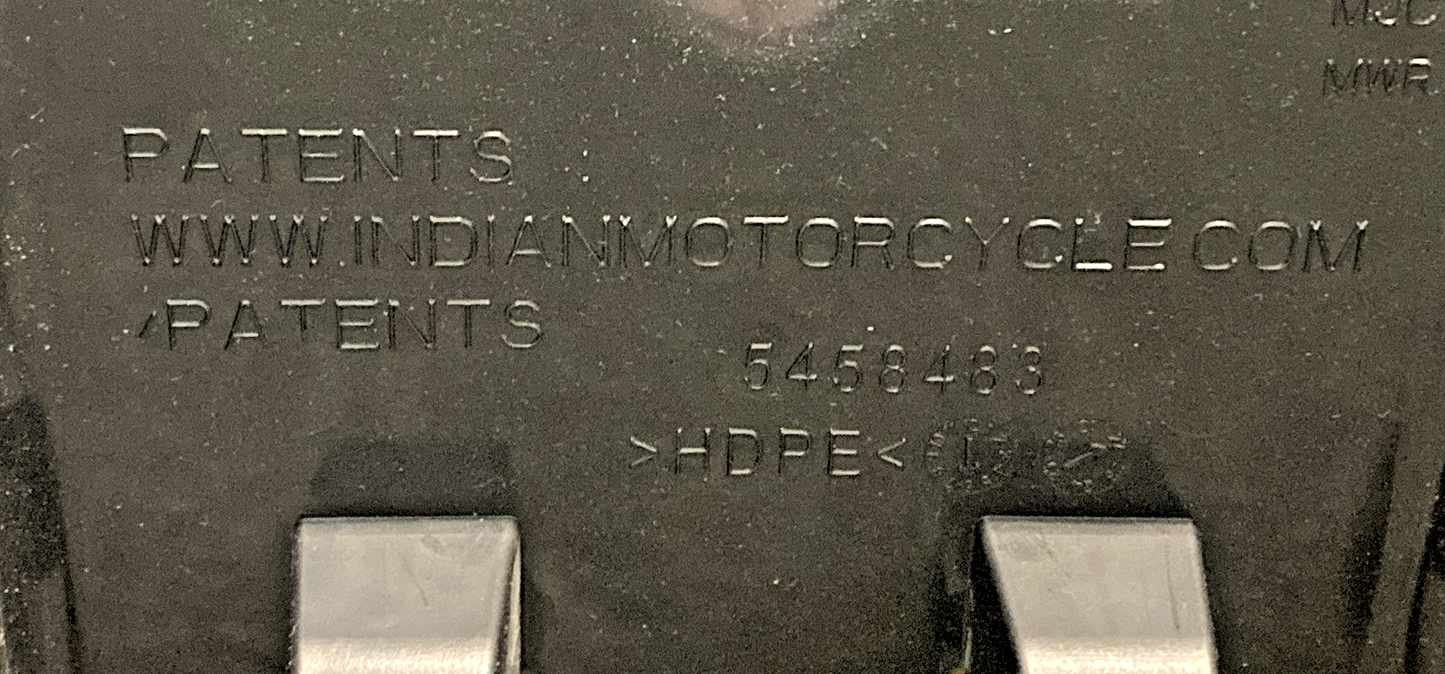 MWR
PATENTS
WWW.INDIANMOTORCYCLE.COM
/PATENTS
5458483
>HDPE<